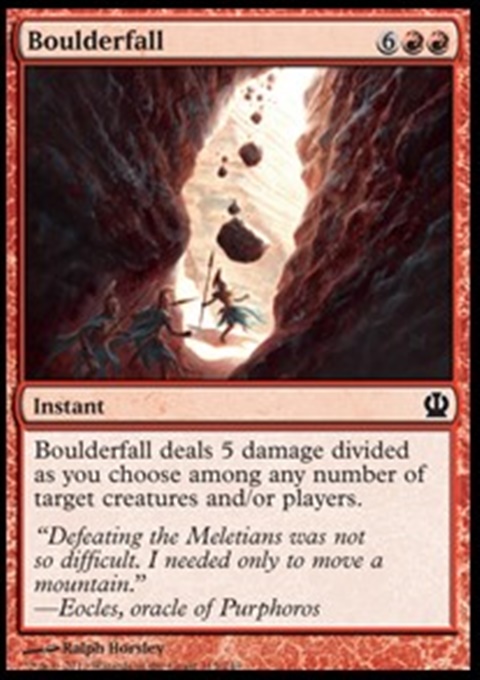 Boulderfall 6
Instant
Boulderfall deals 5 damage divided
as you choose among any number of
target creatures and/or players.
“Defeating the Meletians was not
so difficult. I needed only to move a
mountain.”
—Eocles, oracle of Purphoros
Ralph Horsley